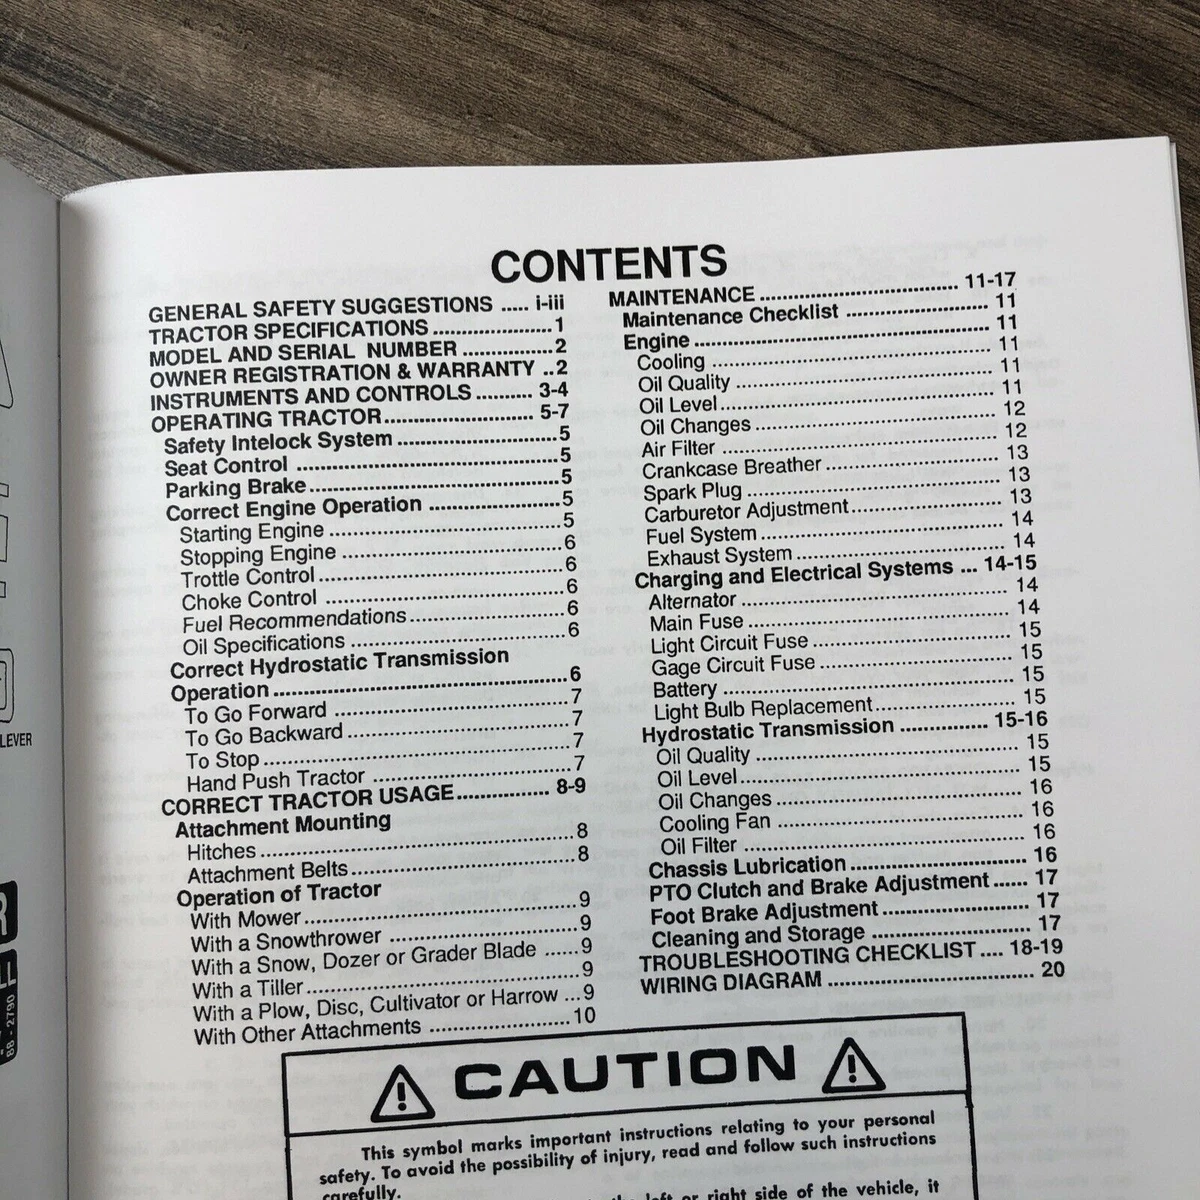 LEVER
BB - 2790
CONTENTS
GENERAL SAFETY SUGGESTIONS ..... i-iii
TRACTOR SPECIFICATIONS ..................1
MODEL AND SERIAL NUMBER ..............2
OWNER REGISTRATION & WARRANTY ..2
INSTRUMENTS AND CONTROLS .......... 3-4
OPERATING TRACTOR........................ 5-7
Safety Intelock System ..........................5
Seat Control ..........................................5
Parking Brake........................................5
Correct Engine Operation .....................5
Starting Engine ......................................5
Stopping Engine ....................................6
Trottle Control........................................6
Choke Control .......................................6
Fuel Recommendations.........................6
Oil Specifications ...................................6
Correct Hydrostatic Transmission
Operation................................................6
To Go Forward ......................................7
To Go Backward ....................................7
To Stop..................................................7
Hand Push Tractor ................................7
CORRECT TRACTOR USAGE............... 8-9
Attachment Mounting
Hitches ..................................................8
Attachment Belts....................................8
Operation of Tractor
With Mower............................................9
With a Snowthrower ..............................9
With a Snow, Dozer or Grader Blade ......9
With a Tiller............................................9
With a Plow, Disc, Cultivator or Harrow ...9
With Other Attachments .......................10
MAINTENANCE ................................ 11-17
Maintenance Checklist ........................ 11
Engine ................................................ 11
Cooling ............................................... 11
Oil Quality ........................................... 11
Oil Level.............................................. 11
Oil Changes ........................................ 12
Air Filter .............................................. 12
Crankcase Breather ............................ 13
Spark Plug .......................................... 13
Carburetor Adjustment......................... 13
Fuel System ........................................ 14
Exhaust System .................................. 14
Charging and Electrical Systems ... 14-15
Alternator ............................................ 14
Main Fuse ........................................... 14
Light Circuit Fuse ................................ 15
Gage Circuit Fuse ............................... 15
Battery ................................................ 15
Light Bulb Replacement....................... 15
Hydrostatic Transmission ............. 15-16
Oil Quality ........................................... 15
Oil Level.............................................. 15
Oil Changes ........................................ 16
Cooling Fan ........................................ 16
Oil Filter .............................................. 16
Chassis Lubrication............................. 16
PTO Clutch and Brake Adjustment...... 17
Foot Brake Adjustment........................ 17
Cleaning and Storage .......................... 17
TROUBLESHOOTING CHECKLIST .... 18-19
WIRING DIAGRAM .................................. 20
CAUTION
This symbol marks important instructions relating to your personal
safety. To avoid the possibility of injury, read and follow such instructions
carefully.
left or right side of the vehicle, it